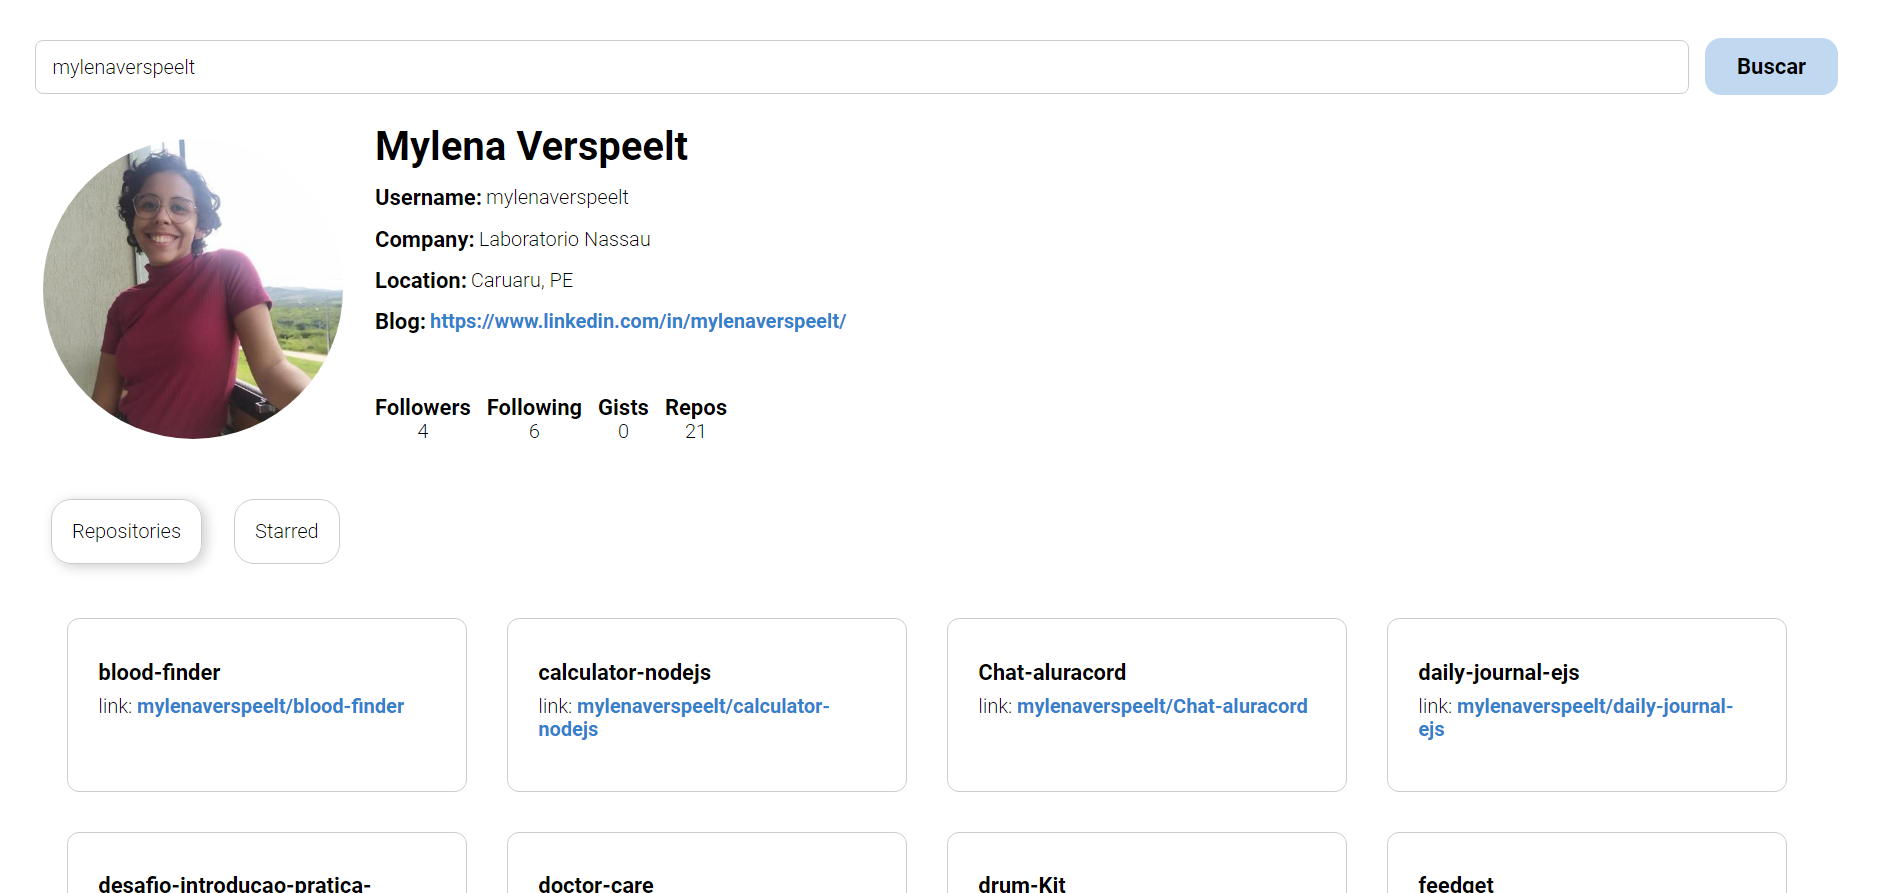 mylenaverspeelt
Buscar
Mylena Verspeelt
Username: mylenaverspeelt
Company: Laboratorio Nassau
Location: Caruaru, PE
Blog: https://www.linkedin.com/in/mylenaverspeelt/
Followers Following Gists Repos
4 6 0 21
Repositories Starred
blood-finder
link: mylenaverspeelt/blood-finder
calculator-nodejs
link: mylenaverspeelt/calculator-
nodejs
Chat-aluracord
link: mylenaverspeelt/Chat-aluracord
daily-journal-ejs
link: mylenaverspeelt/daily-journal-
ejs
desafio-introducao-pratica-
doctor-care
drum-Kit
feedget